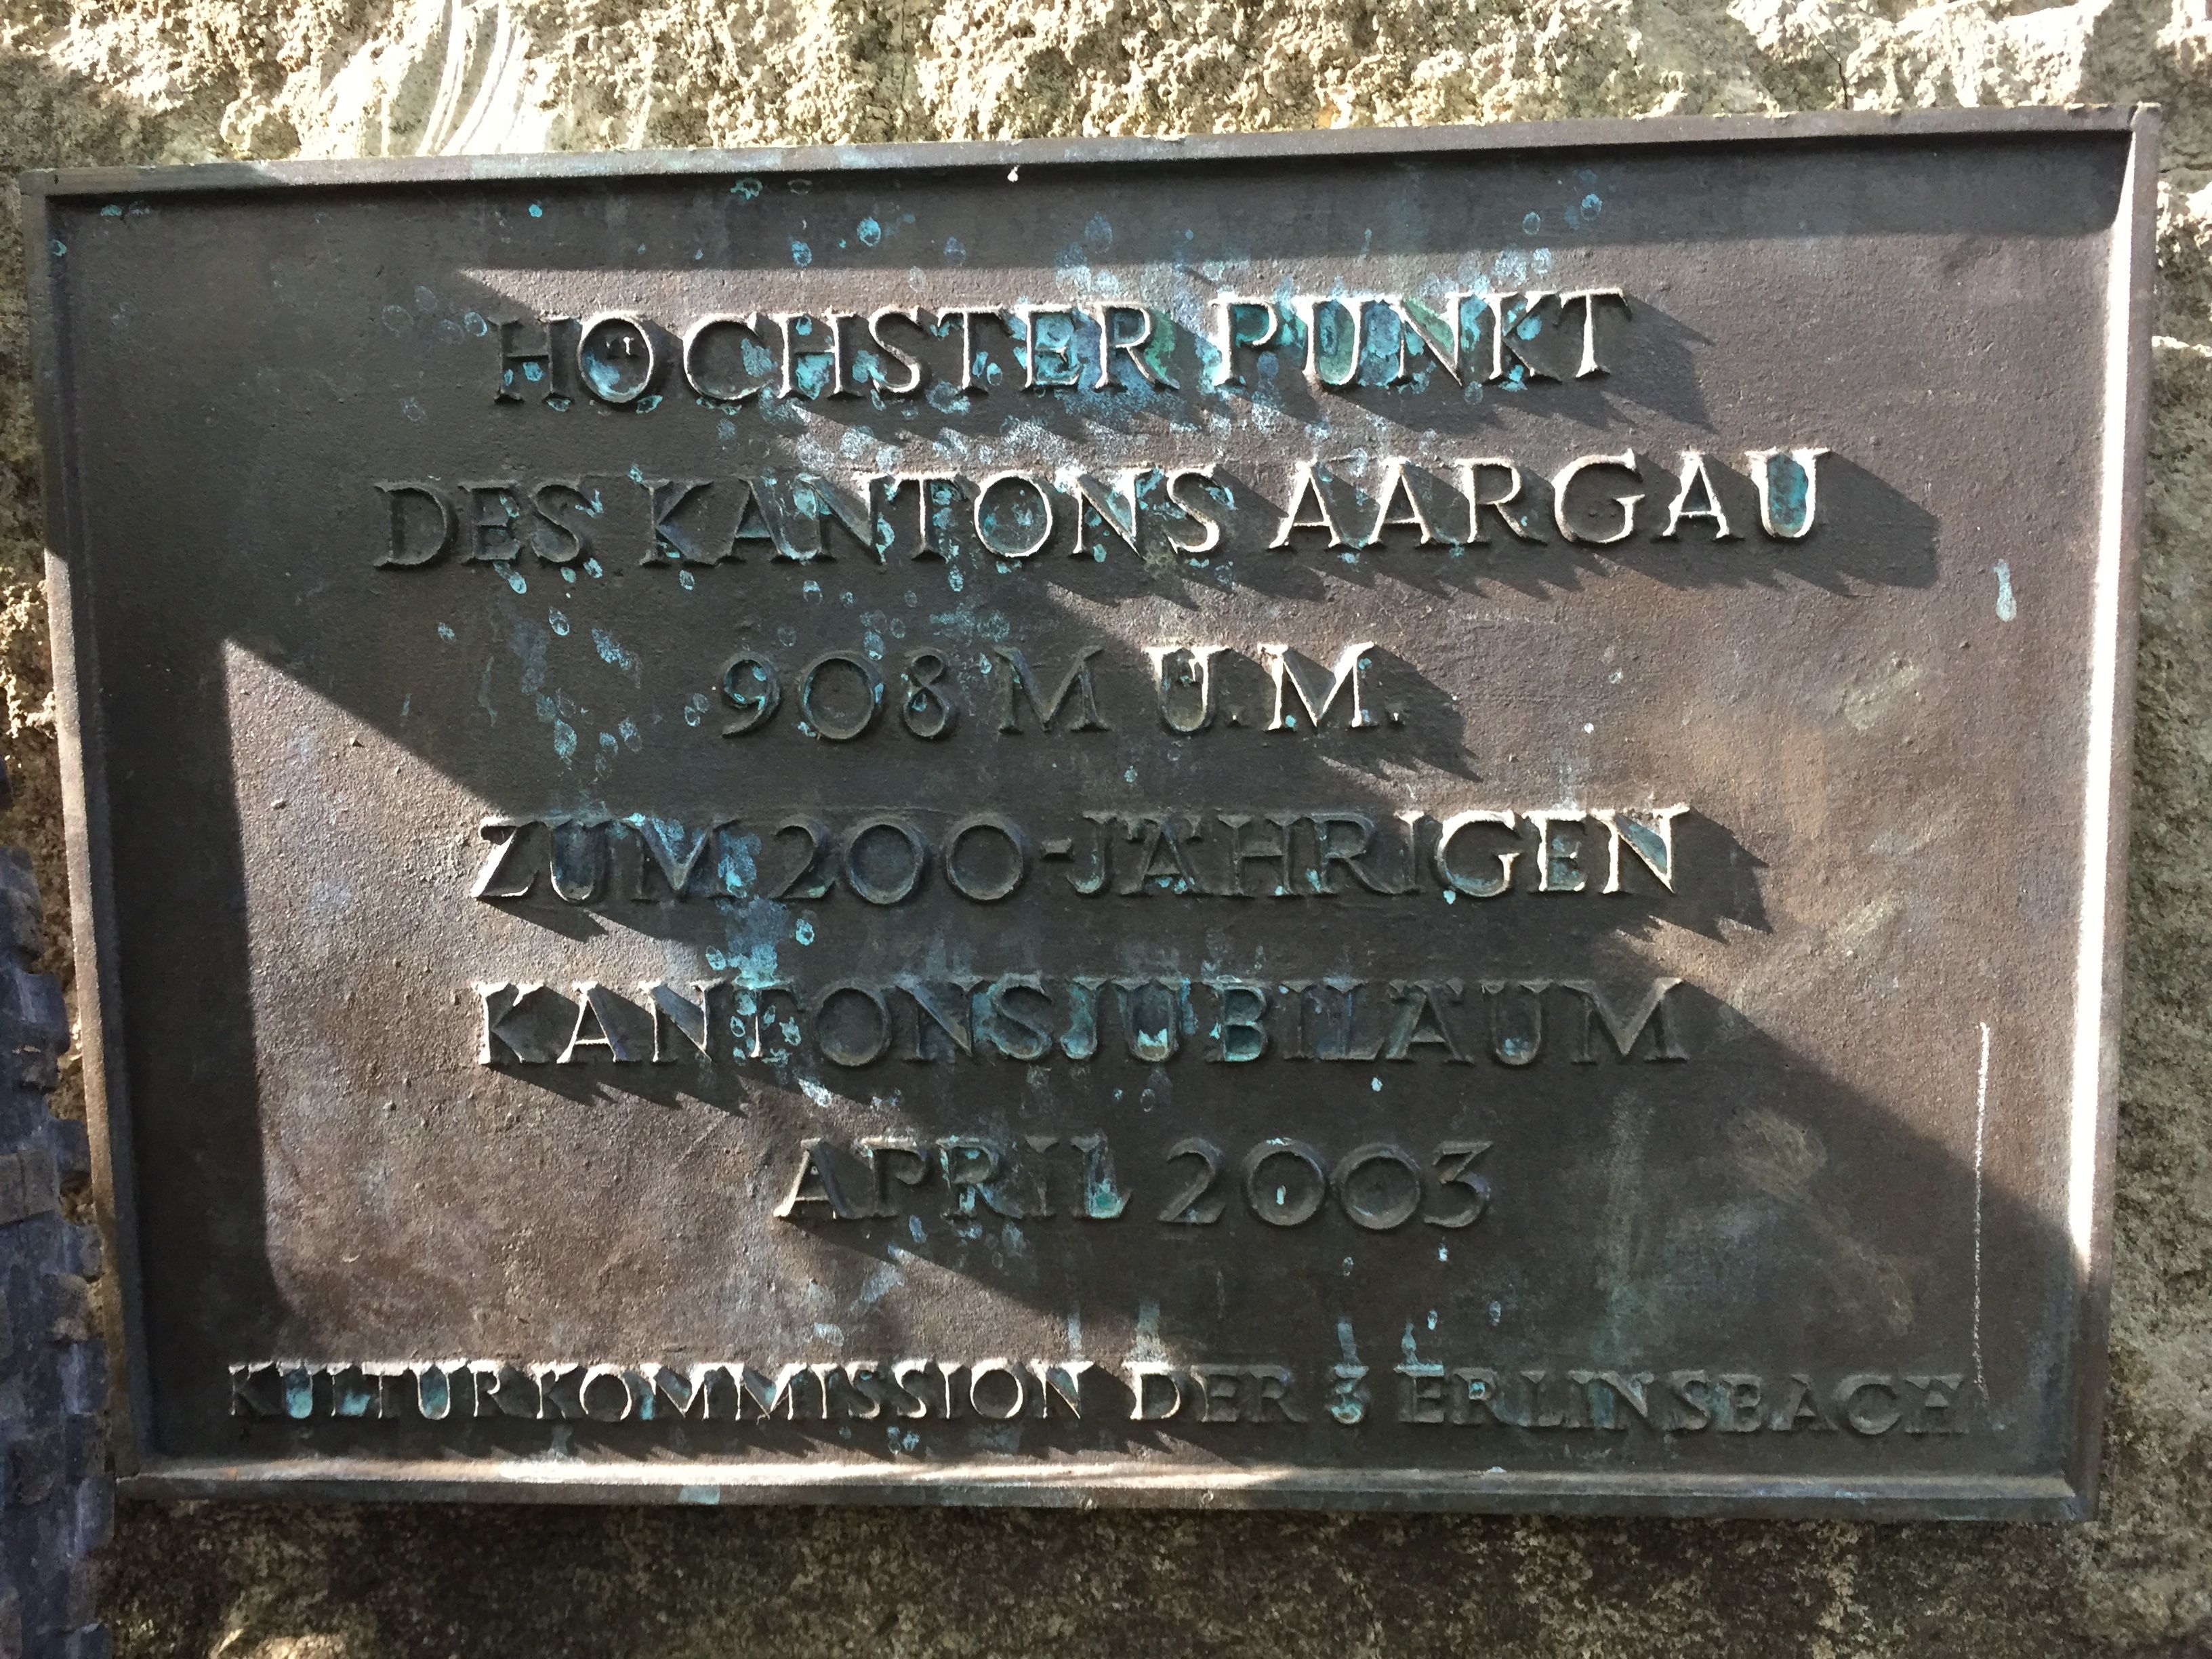 HÖCHSTER PUNKT
DES KANTONS AARGAU
908 M Ü.M.
ZUM 200-JÄHRIGEN
KANTONSJUBILÄUM
APRIL 2003
KULTURKOMMISSION DER 3 ERLINSBACH